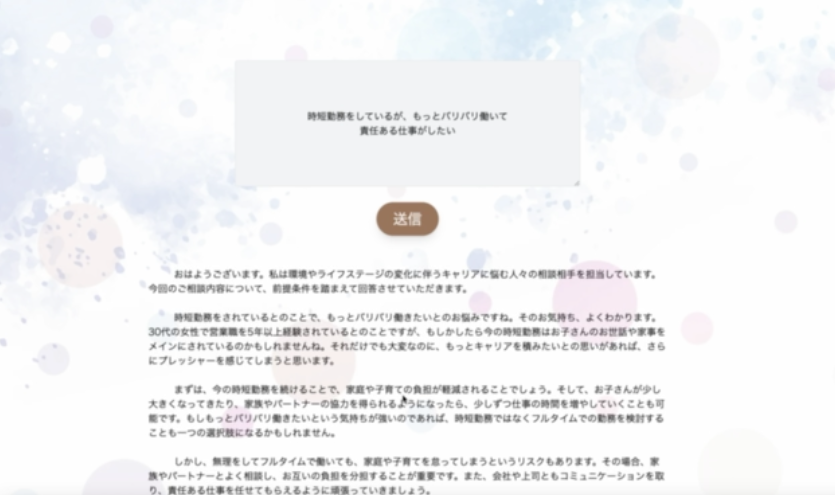 時短勤務をしているが、もっとバリバリ働いて
責任ある仕事がしたい
送信
おはようございます。私は環境やライフステージの変化に伴うキャリアに悩む人々の相談相手を担当しています。
今回のご相談内容について、前提条件を踏まえて回答させていただきます。
時短勤務をされているとのことで、もっとバリバリ働きたいとのお悩みですね。そのお気持ち、よくわかります。
30代の女性で営業職を5年以上経験されているとのことですが、もしかしたら今の時短勤務はお子さんのお世話や家事を
メインにされているのかもしれませんね。それだけでも大変なのに、もっとキャリアを積みたいとの思いがあれば、さら
にプレッシャーを感じてしまうと思います。
まずは、今の時短勤務を続けることで、家庭や子育ての負担が軽減されることでしょう。そして、お子さんが少し
大きくなってきたり、家族やパートナーの協力を得られるようになったら、少しずつ仕事の時間を増やしていくことも可
能です。もしもっとバリバリ働きたいという気持ちが強いのであれば、時短勤務ではなくフルタイムでの勤務を検討する
ことも一つの選択肢になるかもしれません。
しかし、無理をしてフルタイムで働いても、家庭や子育てを怠ってしまうというリスクもあります。その場合、家
族やパートナーとよく相談し、お互いの負担を分担することが重要です。また、会社や上司ともコミュニケーションを取
り、責任ある仕事を任せてもらえるように頑張っていきましょう。